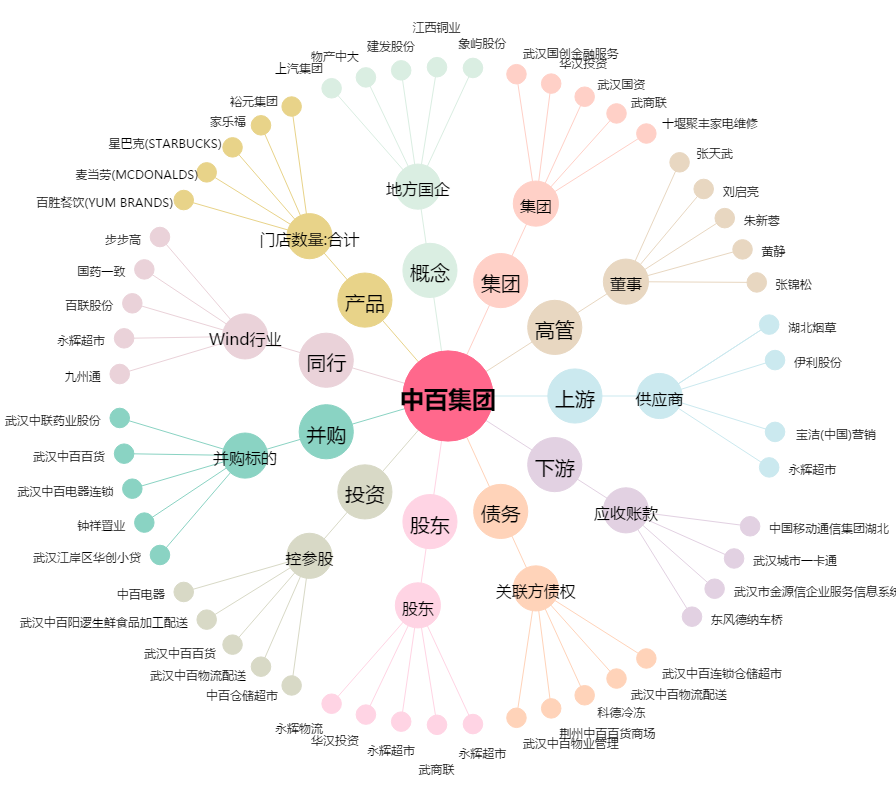 中百集团
概念
地方国企
上汽集团
物产中大
建发股份
江西铜业
象屿股份
集团
集团
武汉国创金融服务
华汉投资
武汉国资
武商联
十堰聚丰家电维修
高管
董事
张天武
刘启亮
朱新蓉
黄静
张锦松
上游
供应商
湖北烟草
伊利股份
宝洁(中国)营销
永辉超市
下游
应收账款
中国移动通信集团湖北
武汉城市一卡通
武汉市金源信企业服务信息系统
东风德纳车桥
债务
关联方债权
武汉中百连锁仓储超市
武汉中百物流配送
科德冷冻
荆州中百百货商场
武汉中百物业管理
股东
股东
永辉超市
武商联
永辉超市
华汉投资
永辉物流
投资
控参股
中百仓储超市
武汉中百物流配送
武汉中百百货
武汉中百阳逻生鲜食品加工配送
中百电器
并购
并购标的
武汉江岸区华创小贷
钟祥置业
武汉中百电器连锁
武汉中百百货
武汉中联药业股份
同行
Wind行业
九州通
永辉超市
百联股份
国药一致
步步高
产品
门店数量:合计
百胜餐饮(YUM BRANDS)
麦当劳(MCDONALDS)
星巴克(STARBUCKS)
家乐福
裕元集团